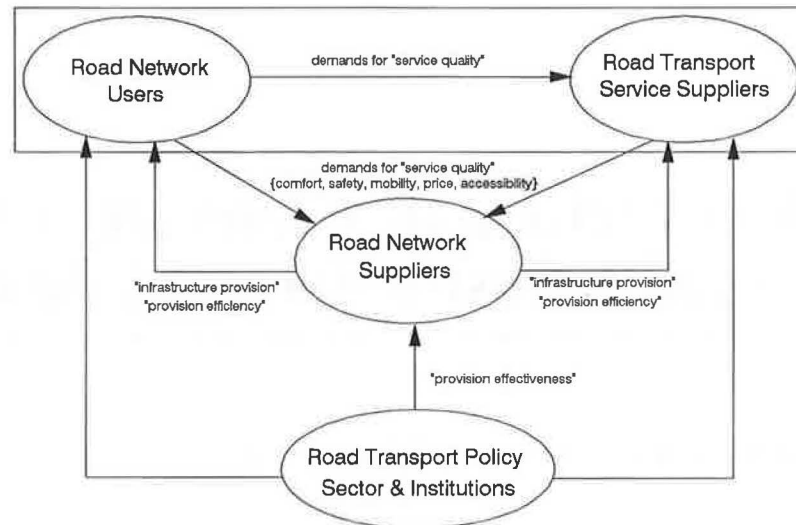 Road Network
Users
demands for "service quality"
Road Transport
Service Suppliers
demands for "service quality"
{comfort, safety, mobility, price, accessibility}
Road Network
Suppliers
"infrastructure provision"
"provision efficiency"
"infrastructure provision"
"provision efficiency"
"provision effectiveness"
Road Transport Policy
Sector & Institutions